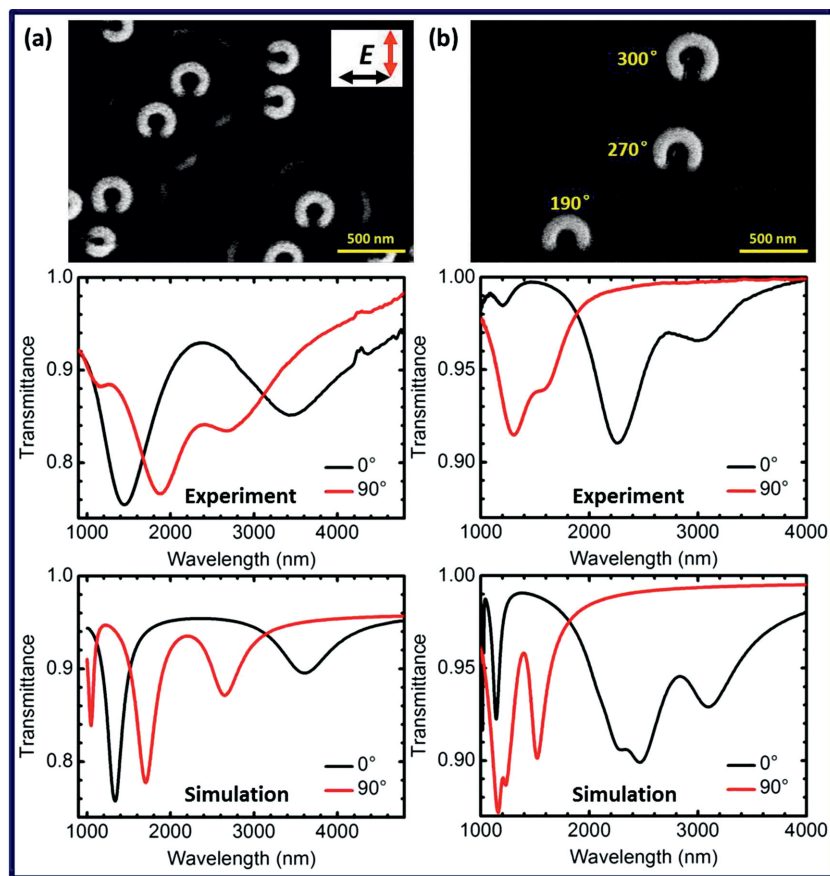 (a)
E
500 nm
(b)
300°
270°
190°
500 nm
1.0
0.9
0.8
Transmittance
0°
90°
Experiment
1000 2000 3000 4000
Wavelength (nm)
1.00
0.95
0.90
Transmittance
0°
90°
Experiment
1000 2000 3000 4000
Wavelength (nm)
1.0
0.9
0.8
Transmittance
0°
90°
Simulation
1000 2000 3000 4000
Wavelength (nm)
1.00
0.95
0.90
Transmittance
0°
90°
Simulation
1000 2000 3000 4000
Wavelength (nm)